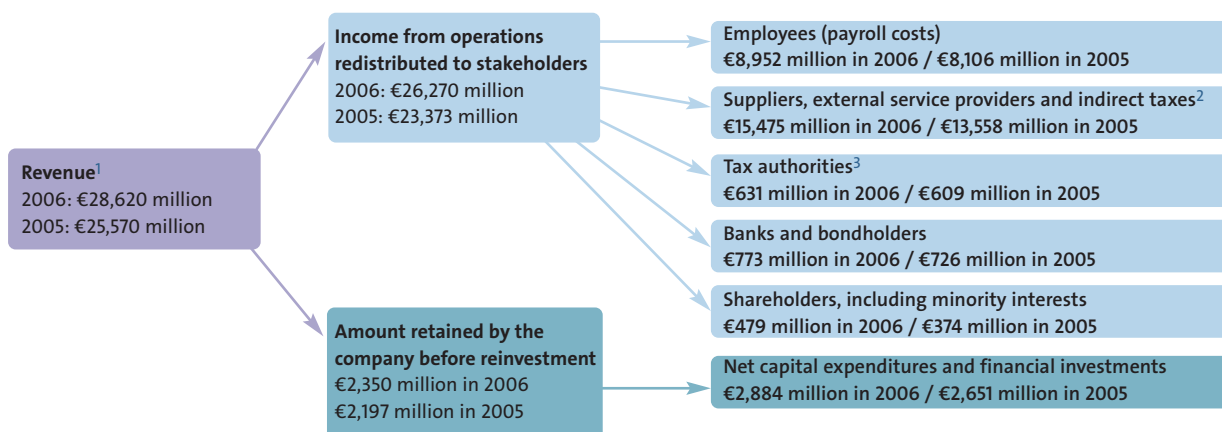 Revenue1
2006: €28,620 million
2005: €25,570 million
Income from operations
redistributed to stakeholders
2006: €26,270 million
2005: €23,373 million
Employees (payroll costs)
€8,952 million in 2006 / €8,106 million in 2005
Suppliers, external service providers and indirect taxes2
€15,475 million in 2006 / €13,558 million in 2005
Tax authorities3
€631 million in 2006 / €609 million in 2005
Banks and bondholders
€773 million in 2006 / €726 million in 2005
Shareholders, including minority interests
€479 million in 2006 / €374 million in 2005
Amount retained by the
company before reinvestment
€2,350 million in 2006
€2,197 million in 2005
Net capital expenditures and financial investments
€2,884 million in 2006 / €2,651 million in 2005